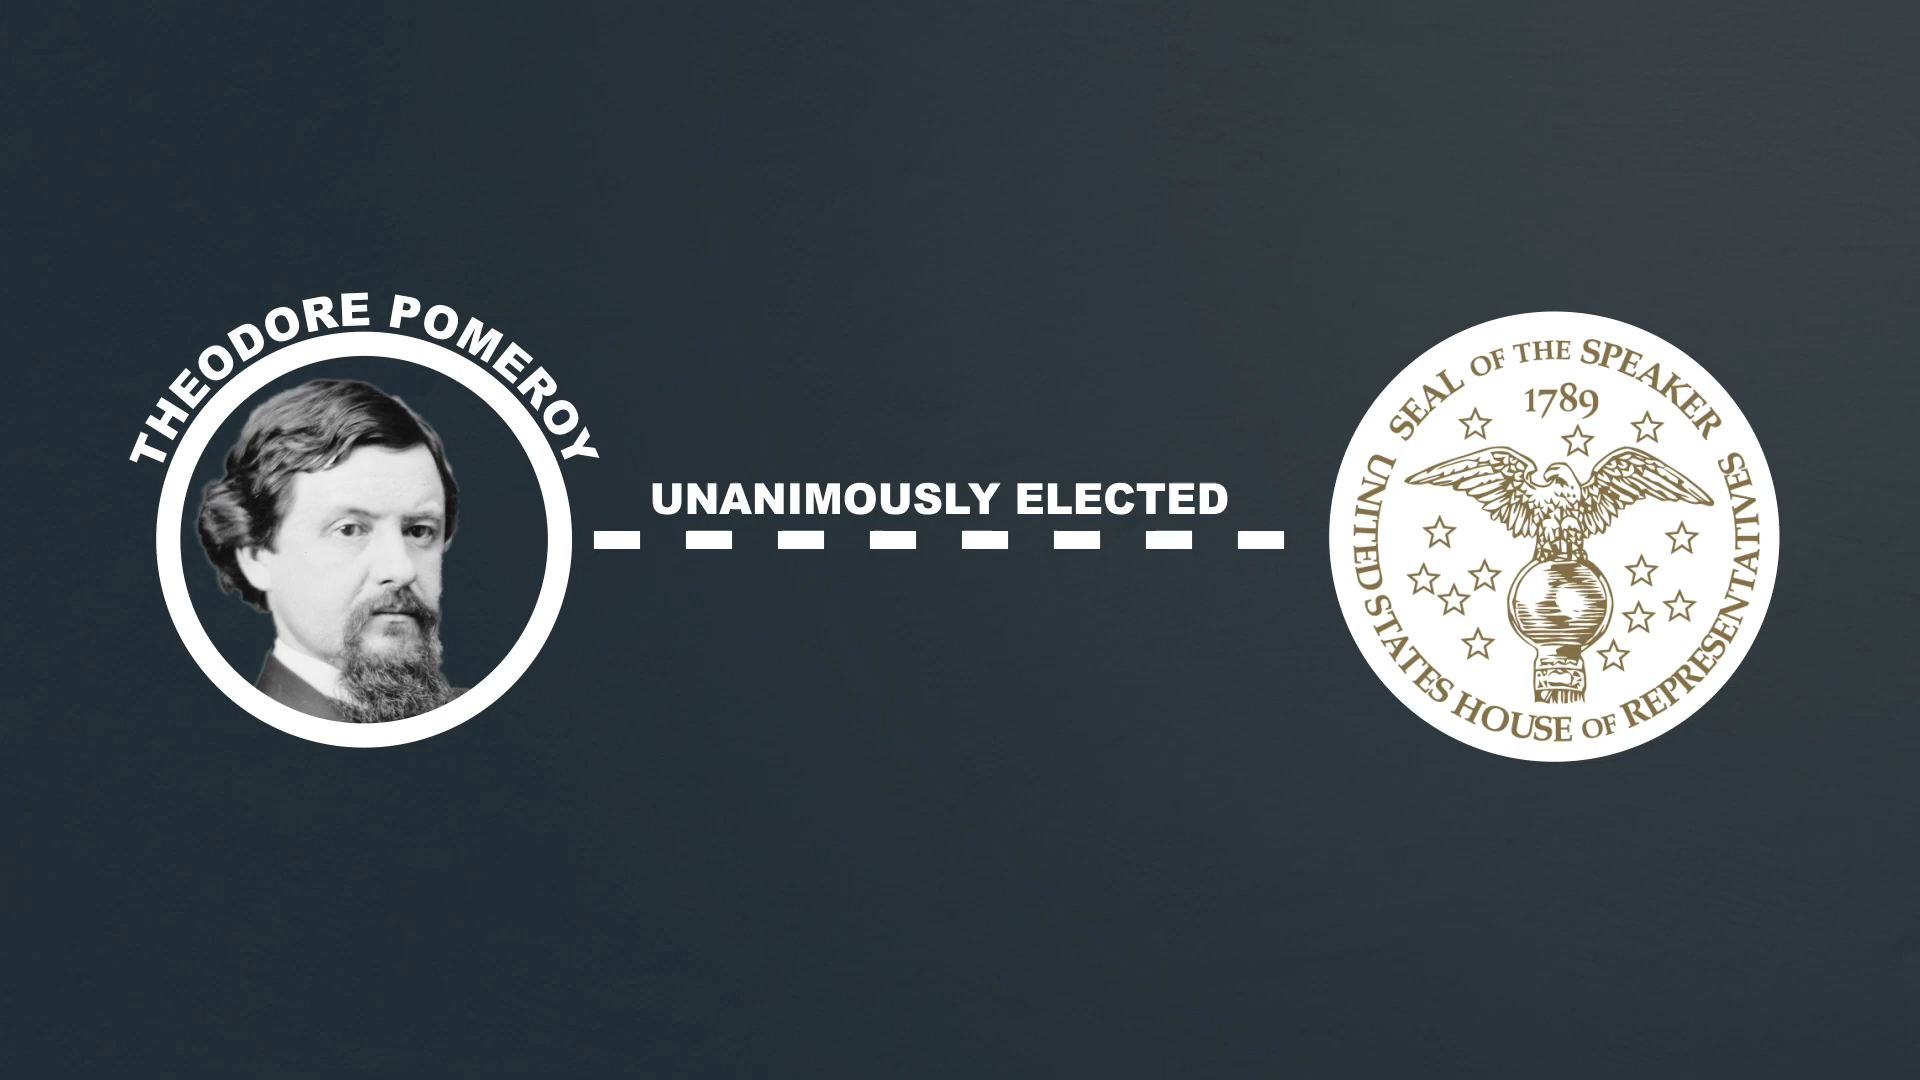 THEODORE POMEROY
UNANIMOUSLY ELECTED
SEAL OF THE SPEAKER
1789
UNITED STATES HOUSE OF REPRESENTATIVES